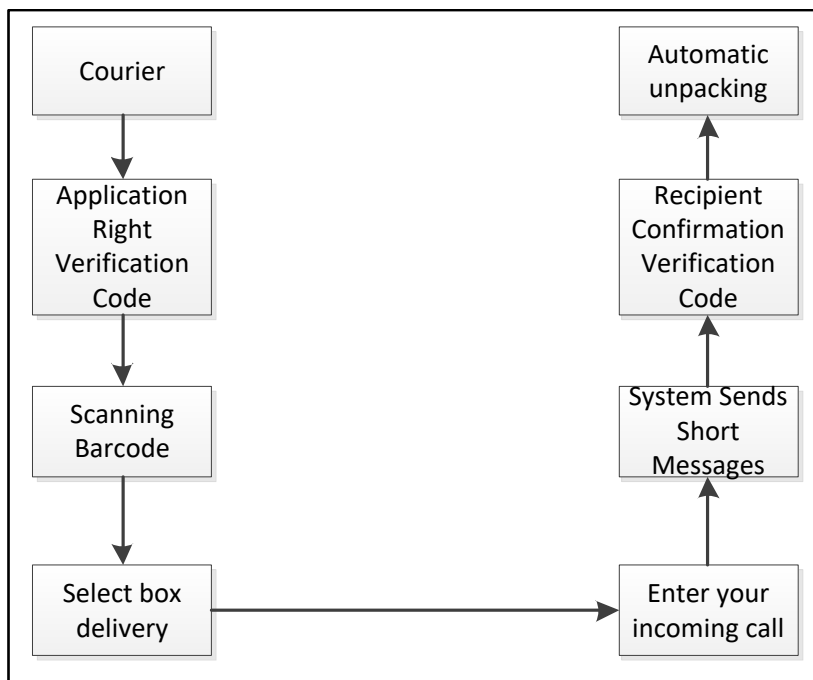 Courier
Application
Right
Verification
Code
Scanning
Barcode
Select box
delivery
Enter your
incoming call
System Sends
Short
Messages
Recipient
Confirmation
Verification
Code
Automatic
unpacking